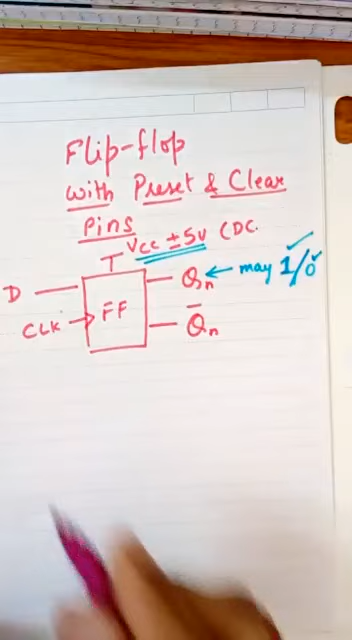 Flip-flop
with Preset & Clear
Pins
Vcc ± 5V (DC.
D
CLK
FF
Qn ← may 1/0
Q̅n